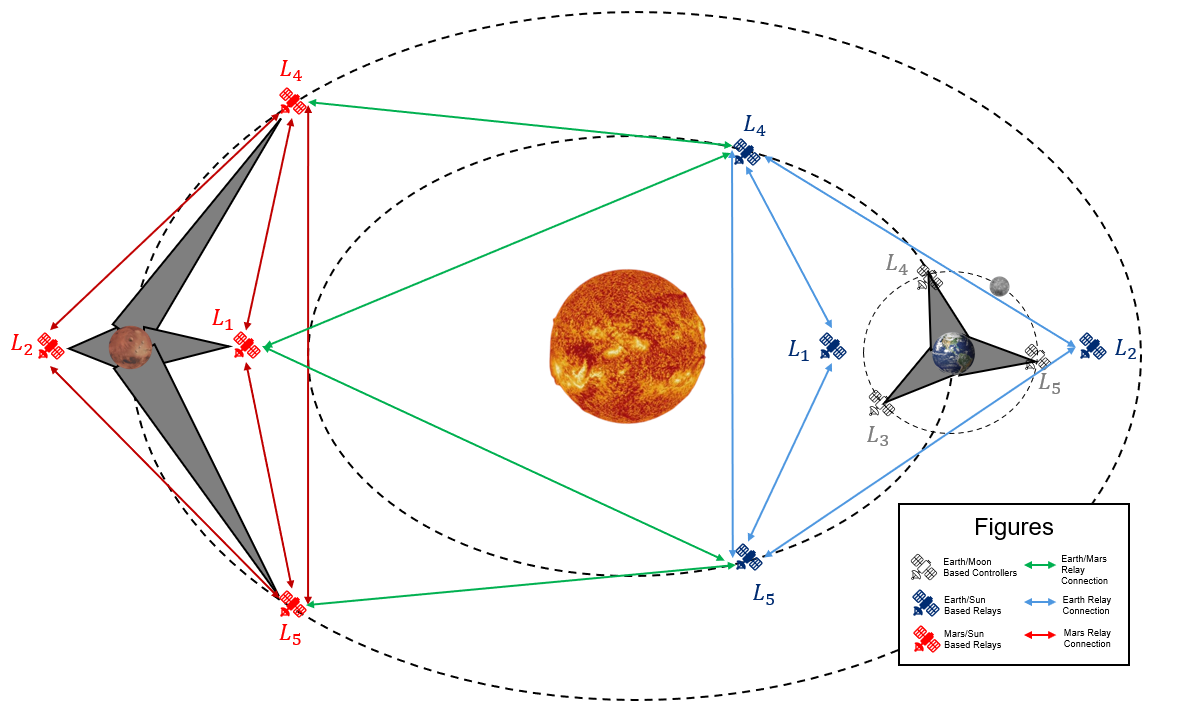 L4
L4
L4
L1
L2
L1
L2
L5
L3
L5
L5
Figures
Earth/Moon
Based Controllers
Earth/Mars
Relay
Connection
Earth/Sun
Based Relays
Earth Relay
Connection
Mars/Sun
Based Relays
Mars Relay
Connection